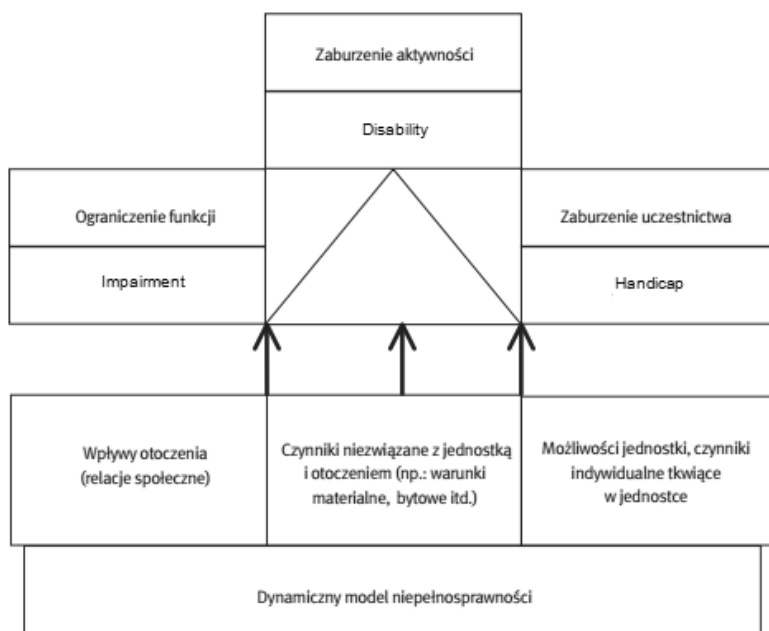 Zaburzenie aktywności
Disability
Ograniczenie funkcji
Impairment
Zaburzenie uczestnictwa
Handicap
Wpływy otoczenia
(relacje społeczne)
Czynniki niezwiązane z jednostką
i otoczeniem (np.: warunki
materialne, bytowe itd.)
Możliwości jednostki, czynniki
indywidualne tkwiące
w jednostce
Dynamiczny model niepełnosprawności